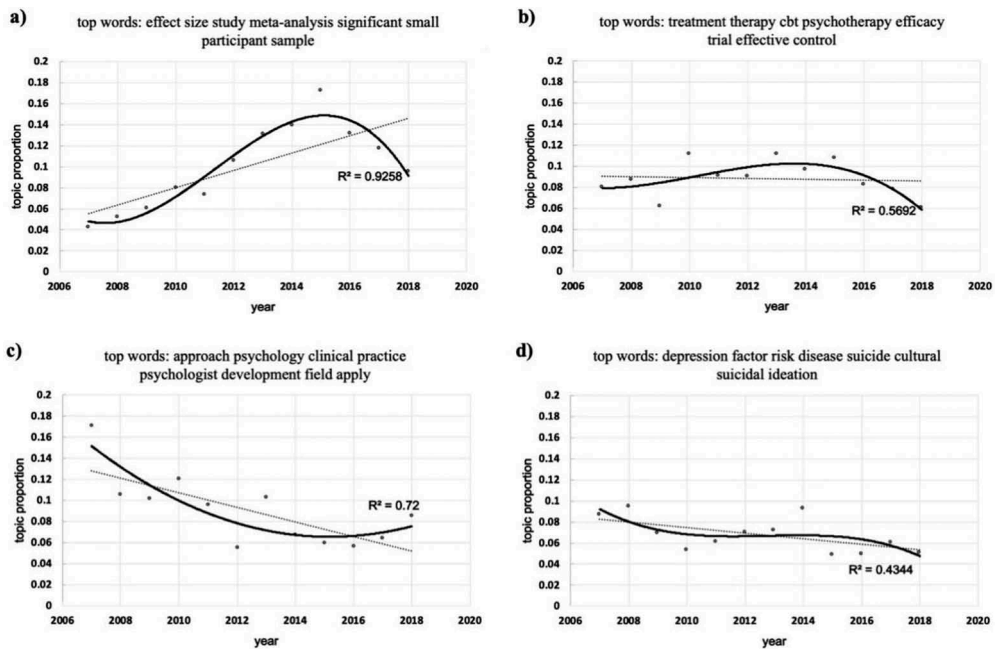 a)
top words: effect size study meta-analysis significant small
participant sample
0.2
0.18
0.16
0.14
0.12
0.1
0.08
0.06
0.04
0.02
0
topic proportion
R² = 0.9258
2006 2008 2010 2012 2014 2016 2018 2020
year
b)
top words: treatment therapy cbt psychotherapy efficacy
trial effective control
0.2
0.18
0.16
0.14
0.12
0.1
0.08
0.06
0.04
0.02
0
topic proportion
R² = 0.5692
2006 2008 2010 2012 2014 2016 2018 2020
year
c)
top words: approach psychology clinical practice
psychologist development field apply
0.2
0.18
0.16
0.14
0.12
0.1
0.08
0.06
0.04
0.02
0
topic proportion
R² = 0.72
2006 2008 2010 2012 2014 2016 2018 2020
year
d)
top words: depression factor risk disease suicide cultural
suicidal ideation
0.2
0.18
0.16
0.14
0.12
0.1
0.08
0.06
0.04
0.02
0
topic proportion
R² = 0.4344
2006 2008 2010 2012 2014 2016 2018 2020
year